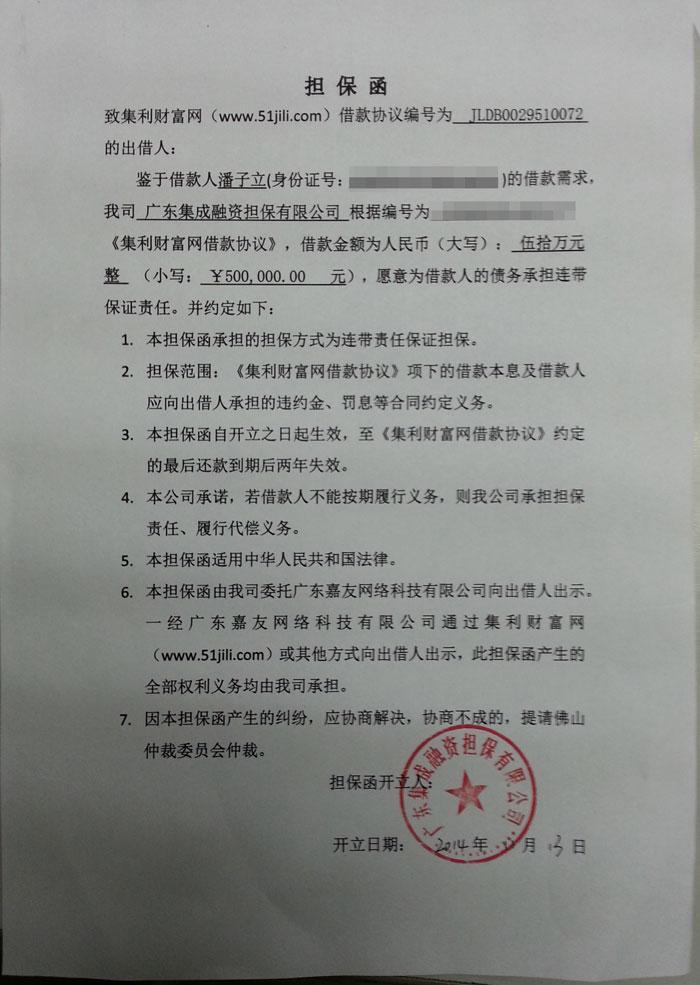 担保函
致集利财富网（www.51jili.com）借款协议编号为 JLDB0029510072
的出借人：
鉴于借款人潘子立(身份证号： )的借款需求，
我司 广东集成融资担保有限公司 根据编号为
《集利财富网借款协议》，借款金额为人民币（大写）： 伍拾万元
整 （小写： ￥500,000.00 元），愿意为借款人的债务承担连带
保证责任。并约定如下：
1. 本担保函承担的担保方式为连带责任保证担保。
2. 担保范围：《集利财富网借款协议》项下的借款本息及借款人
应向出借人承担的违约金、罚息等合同约定义务。
3. 本担保函自开立之日起生效，至《集利财富网借款协议》约定
的最后还款到期后两年失效。
4. 本公司承诺，若借款人不能按期履行义务，则我公司承担担保
责任、履行代偿义务。
5. 本担保函适用中华人民共和国法律。
6. 本担保函由我司委托广东嘉友网络科技有限公司向出借人出示。
一经广东嘉友网络科技有限公司通过集利财富网
（www.51jili.com）或其他方式向出借人出示，此担保函产生的
全部权利义务均由我司承担。
7. 因本担保函产生的纠纷，应协商解决，协商不成的，提请佛山
仲裁委员会仲裁。
担保函开立人：
广东集成融资担保有限公司
开立日期： 2014年 月 13 日